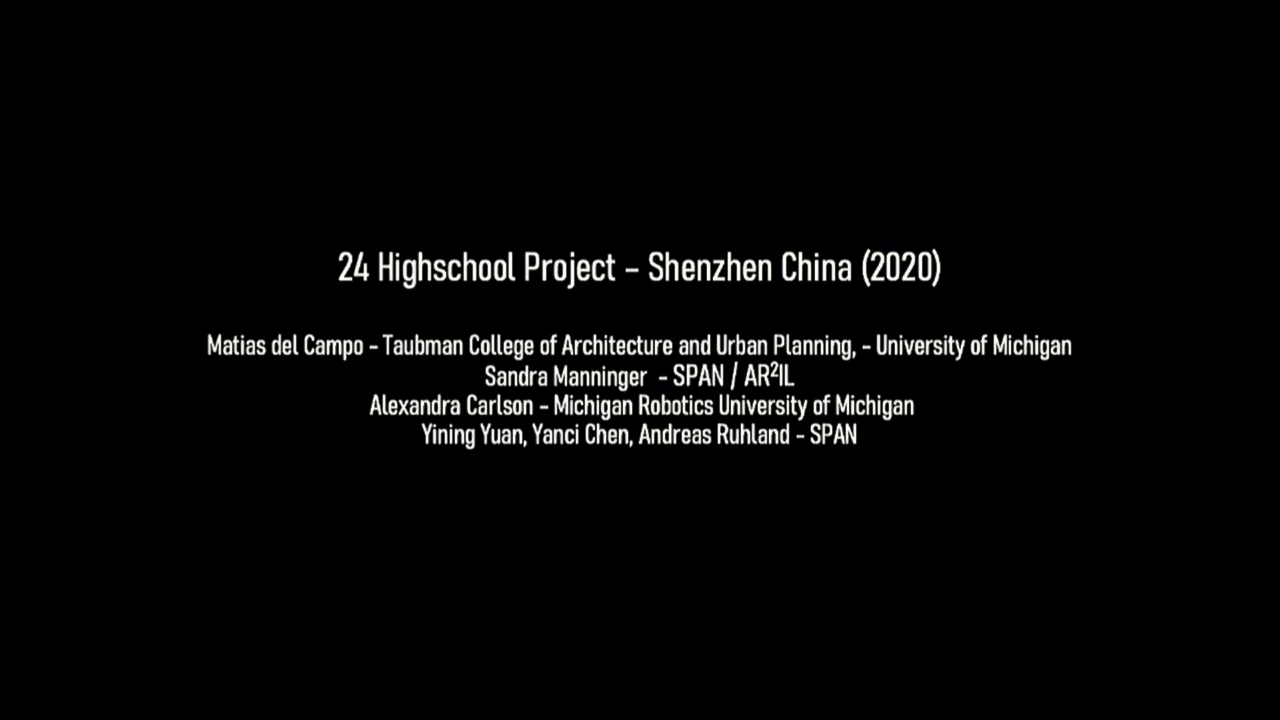 24 Highschool Project – Shenzhen China (2020)
Matias del Campo – Taubman College of Architecture and Urban Planning, – University of Michigan
Sandra Manninger – SPAN / AR²IL
Alexandra Carlson – Michigan Robotics University of Michigan
Yining Yuan, Yanci Chen, Andreas Ruhland – SPAN